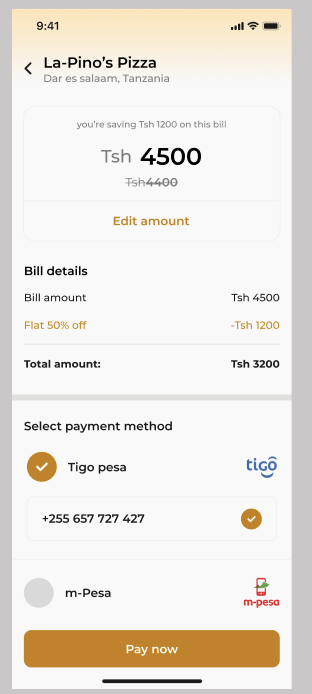 9:41
La-Pino's Pizza
Dar es salaam, Tanzania
you're saving Tsh 1200 on this bill
Tsh 4500
Tsh4400
Edit amount
Bill details
Bill amount Tsh 4500
Flat 50% off -Tsh 1200
Total amount: Tsh 3200
Select payment method
Tigo pesa tigo
+255 657 727 427
m-Pesa m-pesa
Pay now